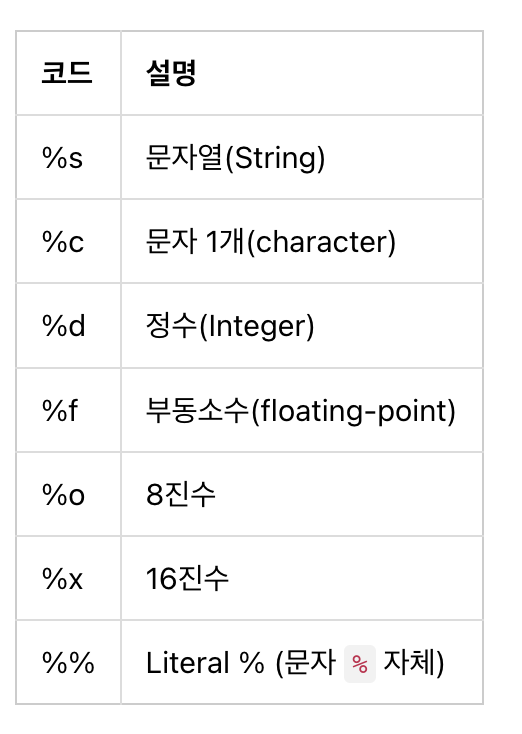 코드 설명
%s 문자열(String)
%c 문자 1개(character)
%d 정수(Integer)
%f 부동소수(floating-point)
%o 8진수
%x 16진수
%% Literal % (문자 % 자체)